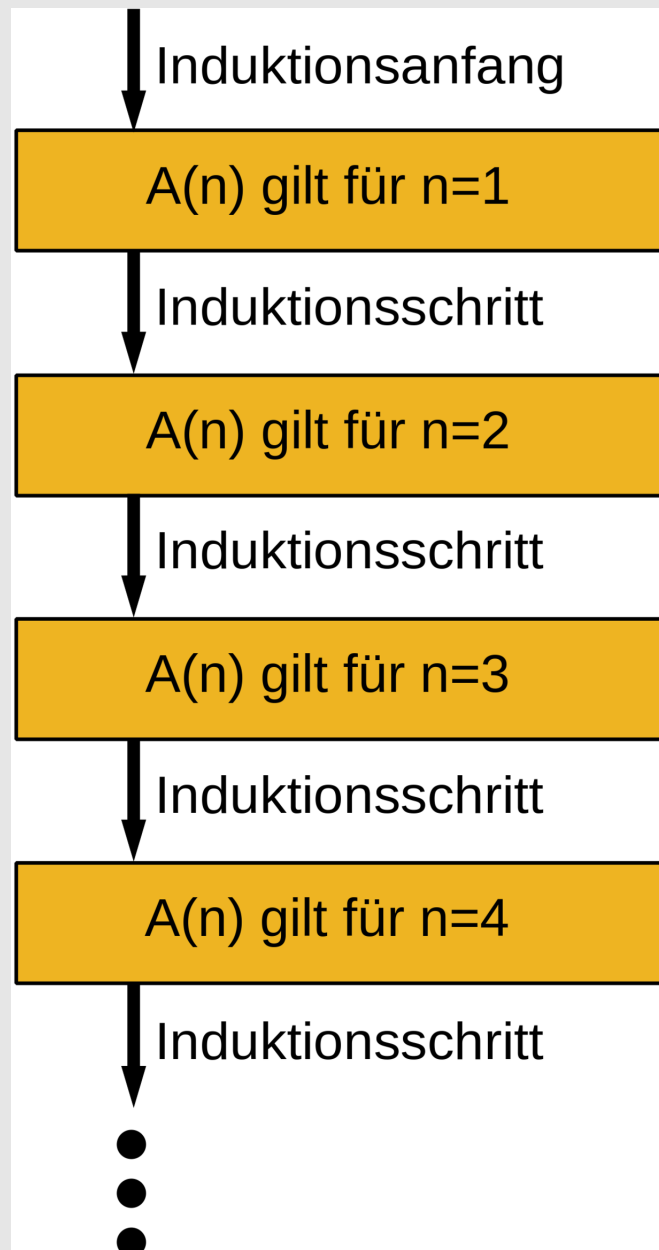 Induktionsanfang
A(n) gilt für n=1
Induktionsschritt
A(n) gilt für n=2
Induktionsschritt
A(n) gilt für n=3
Induktionsschritt
A(n) gilt für n=4
Induktionsschritt